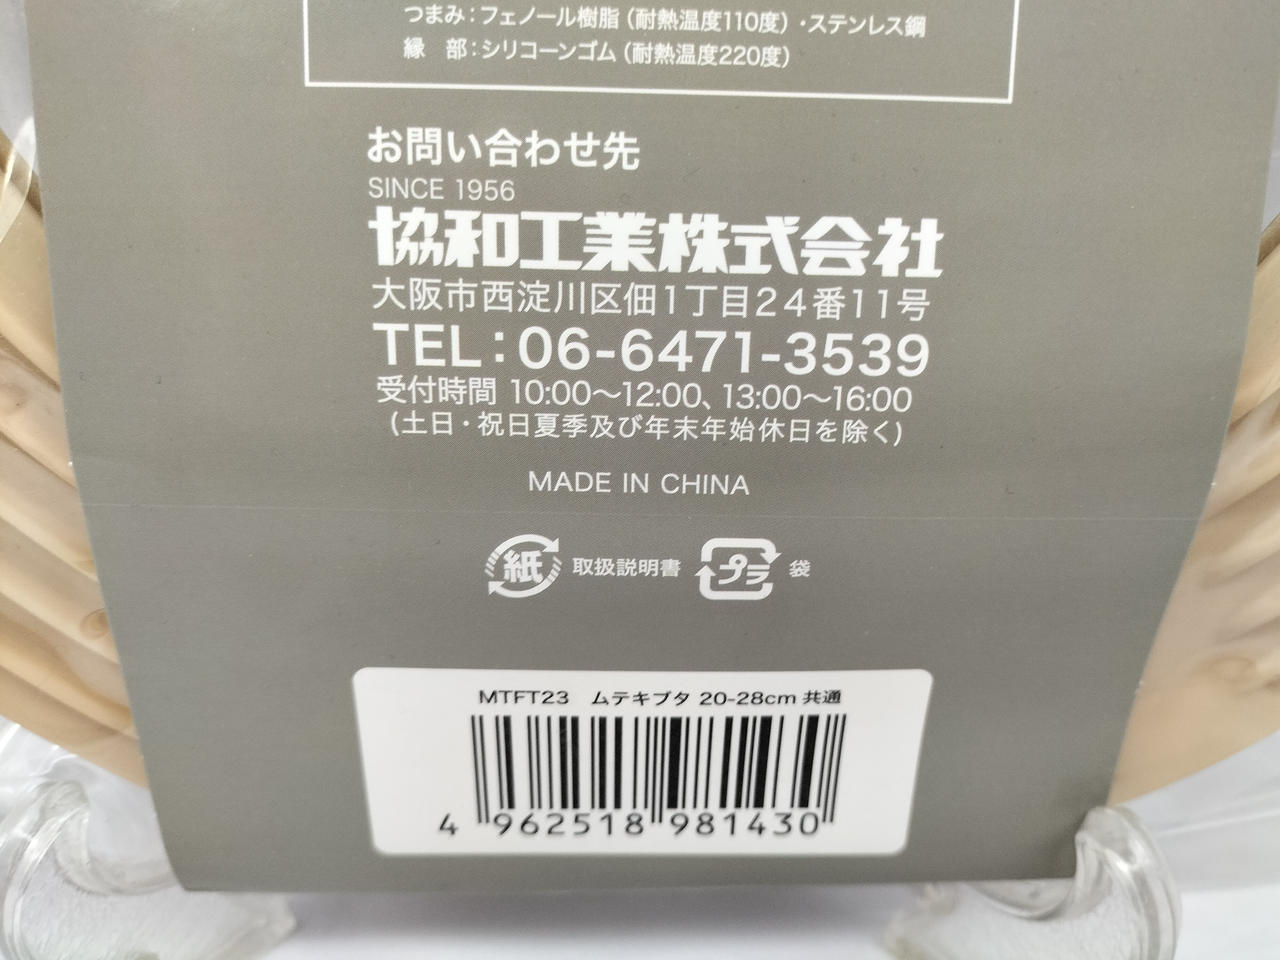 つまみ：フェノール樹脂（耐熱温度110度）・ステンレス鋼
縁　部：シリコーンゴム（耐熱温度220度）
お問い合わせ先
SINCE 1956
協和工業株式会社
大阪市西淀川区佃1丁目24番11号
TEL：06-6471-3539
受付時間 10:00〜12:00、13:00〜16:00
(土日・祝日夏季及び年末年始休日を除く)
MADE IN CHINA
紙 取扱説明書 プラ 袋
MTFT23　ムテキブタ 20-28cm 共通
4 962518 981430